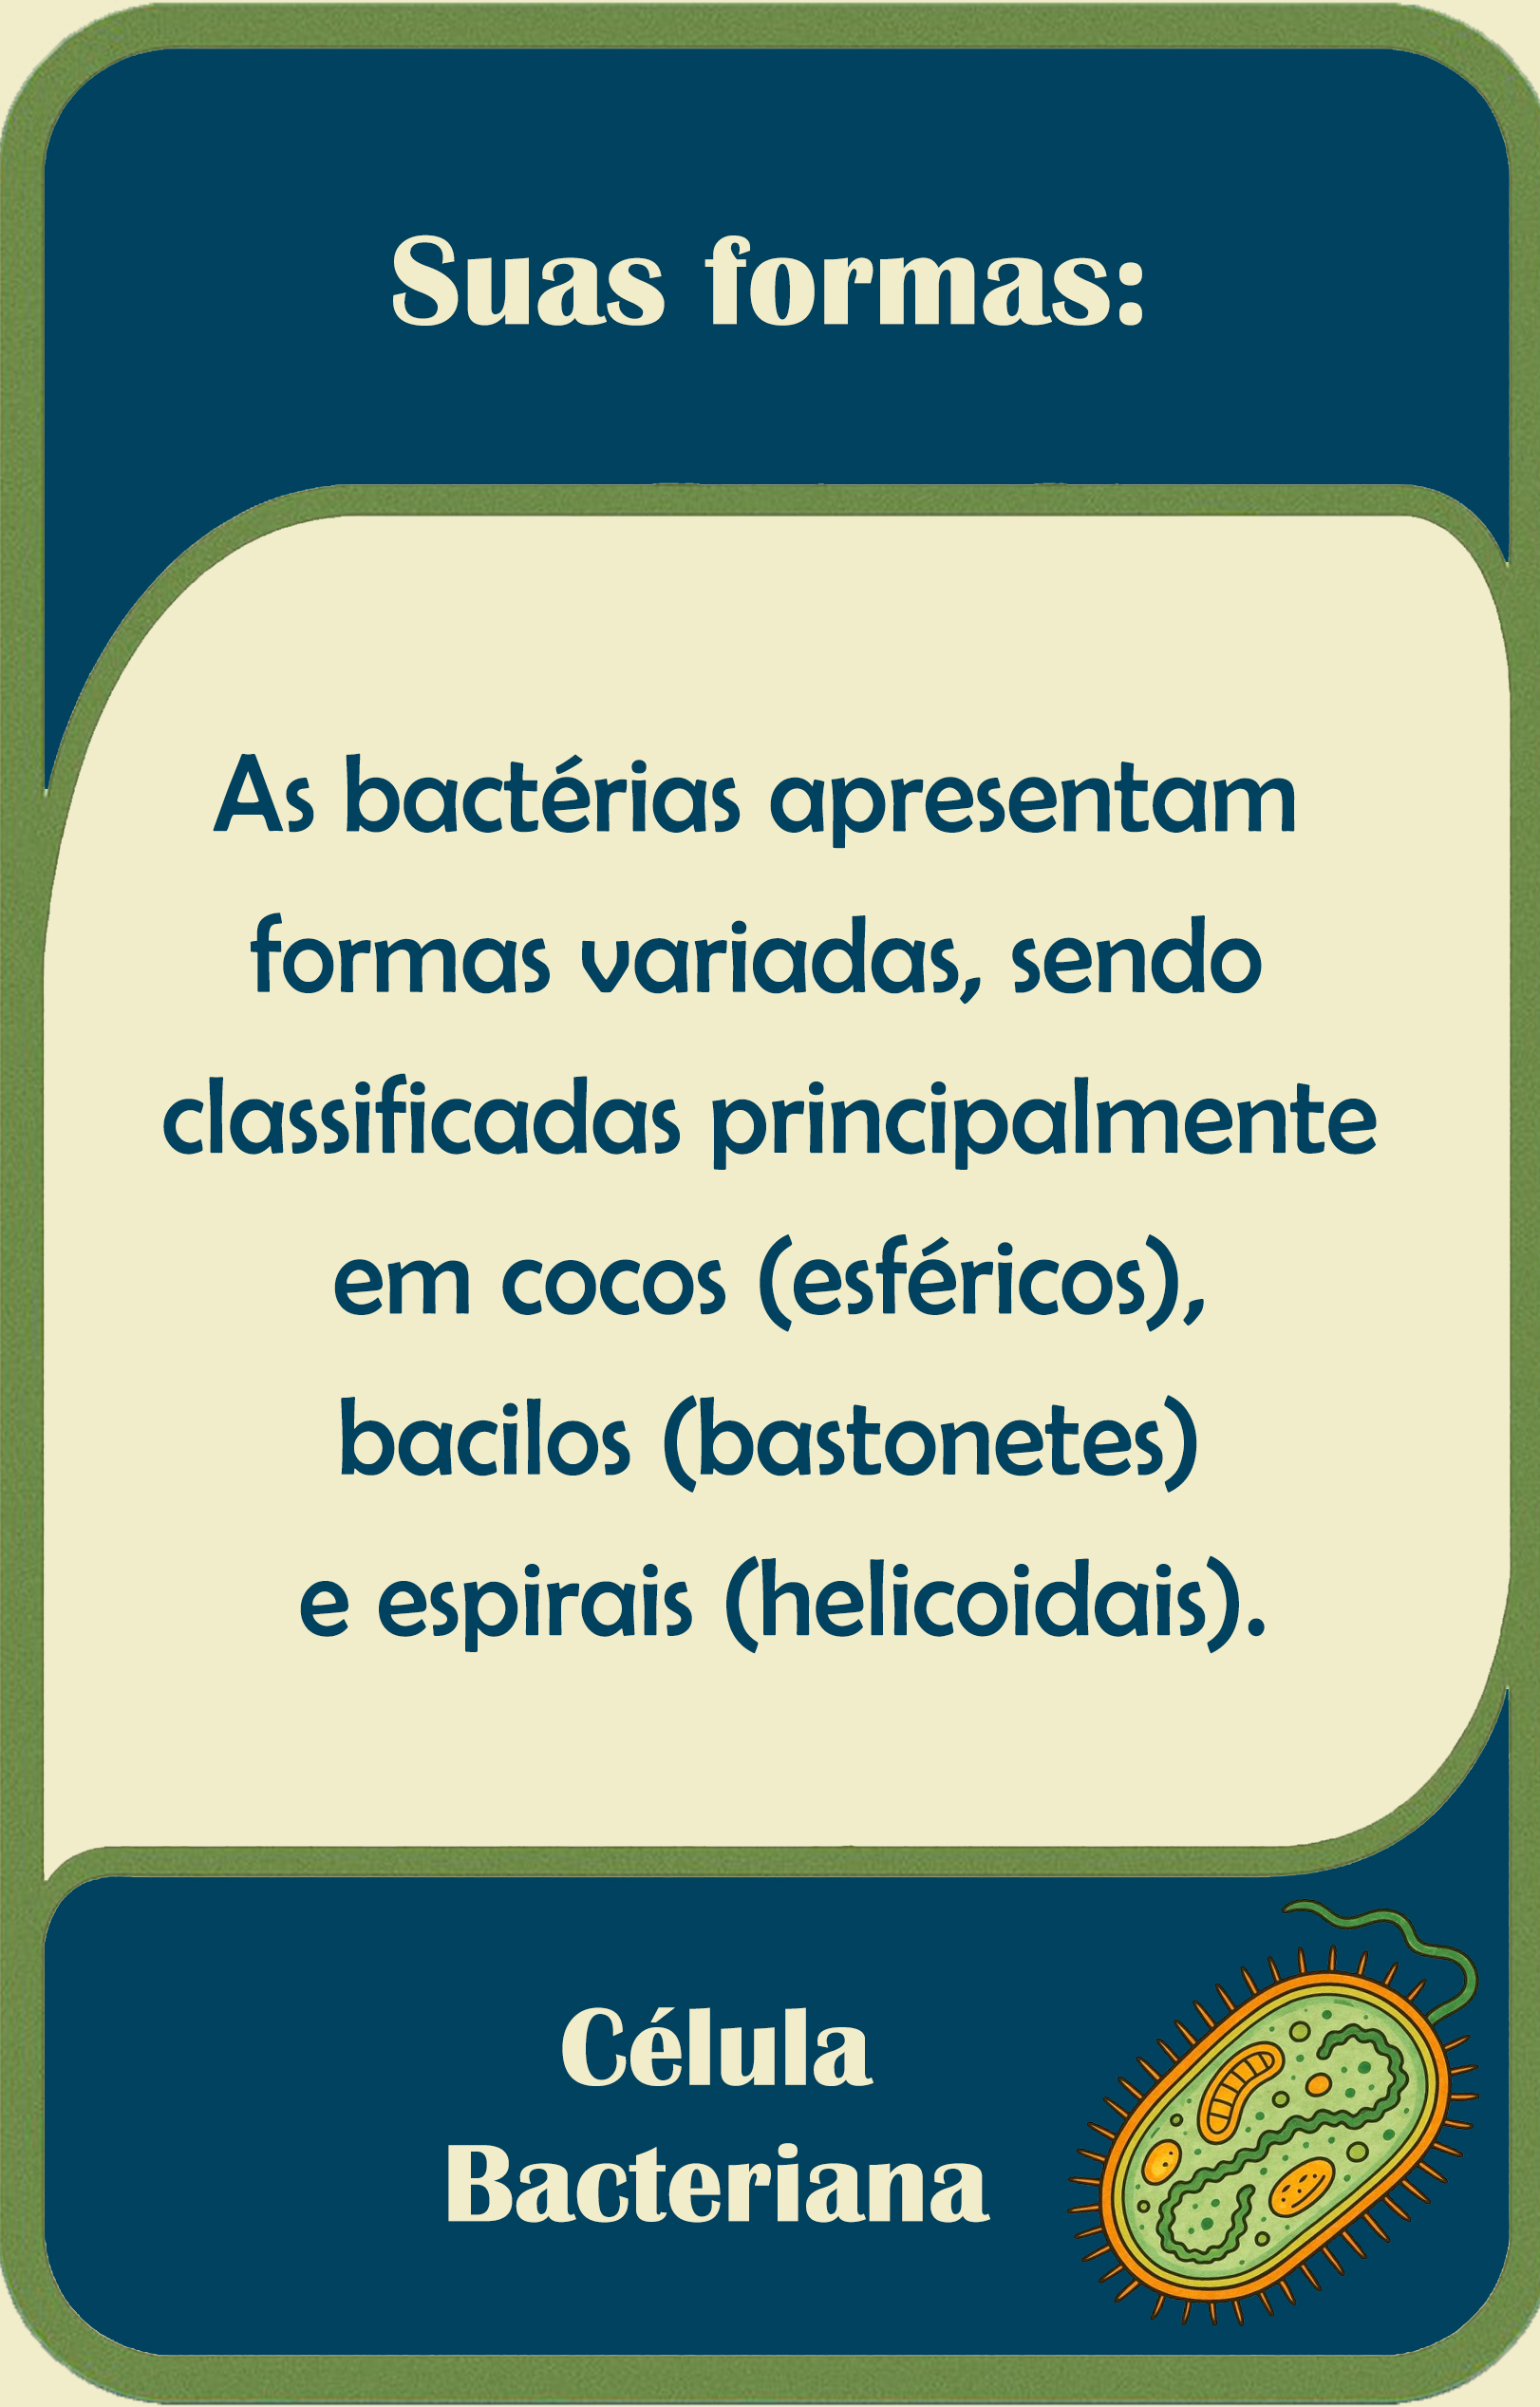 Suas formas:
As bactérias apresentam
formas variadas, sendo
classificadas principalmente
em cocos (esféricos),
bacilos (bastonetes)
e espirais (helicoidais).
Célula
Bacteriana